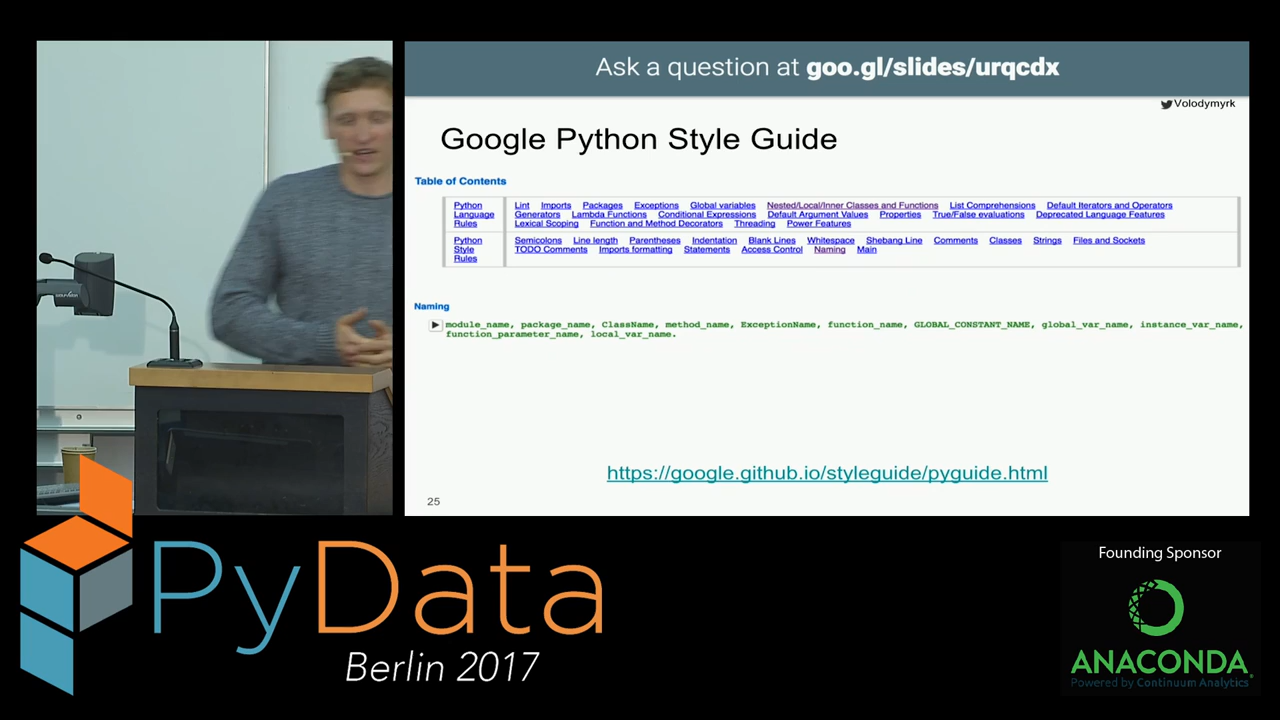 Ask a question at goo.gl/slides/urqcdx
Volodymyrk
Google Python Style Guide
Table of Contents
Python Language Rules
Lint Imports Packages Exceptions Global variables Nested/Local/Inner Classes and Functions List Comprehensions Default Iterators and Operators
Generators Lambda Functions Conditional Expressions Default Argument Values Properties True/False evaluations Deprecated Language Features
Lexical Scoping Function and Method Decorators Threading Power Features
Python Style Rules
Semicolons Line length Parentheses Indentation Blank Lines Whitespace Shebang Line Comments Classes Strings Files and Sockets
TODO Comments Imports formatting Statements Access Control Naming Main
Naming
module_name, package_name, ClassName, method_name, ExceptionName, function_name, GLOBAL_CONSTANT_NAME, global_var_name, instance_var_name,
function_parameter_name, local_var_name.
https://google.github.io/styleguide/pyguide.html
25
PyData
Berlin 2017
Founding Sponsor
ANACONDA
Powered by Continuum Analytics